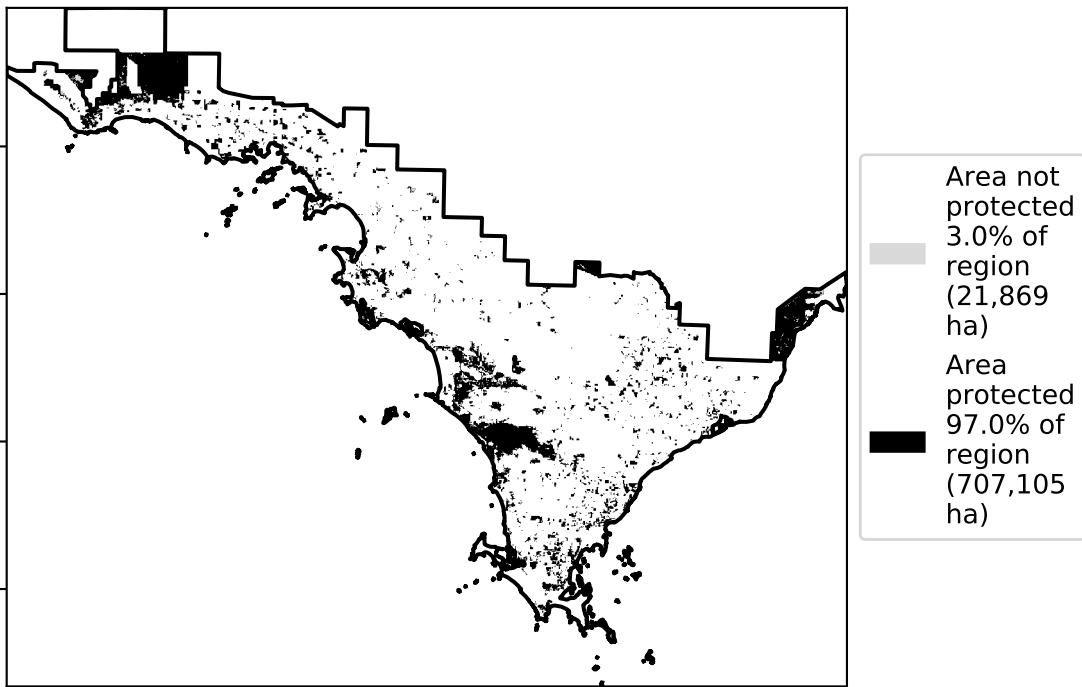 Area not
protected
3.0% of
region
(21,869
ha)
Area
protected
97.0% of
region
(707,105
ha)